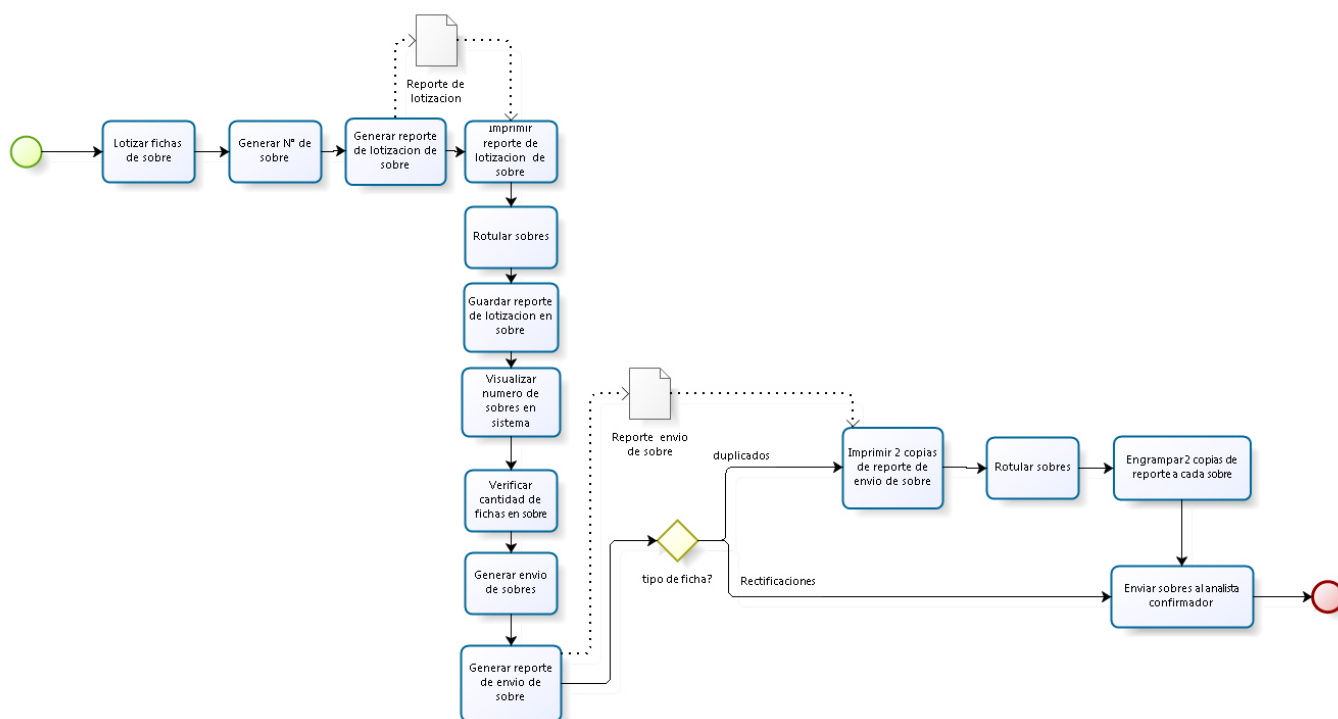 Reporte de
lotizacion
Lotizar fichas
de sobre
Generar N° de
sobre
Generar reporte
de lotizacion de
sobre
Imprimir
reporte de
lotizacion de
sobre
Rotular sobres
Guardar reporte
de lotizacion en
sobre
Visualizar
numero de
sobres en
sistema
Verificar
cantidad de
fichas en sobre
Generar envio
de sobres
Generar reporte
de envio de
sobre
Reporte envio
de sobre
tipo de ficha?
duplicados
Rectificaciones
Imprimir 2 copias
de reporte de
envio de sobre
Rotular sobres
Engrampar 2 copias de
reporte a cada sobre
Enviar sobres al analista
confirmador